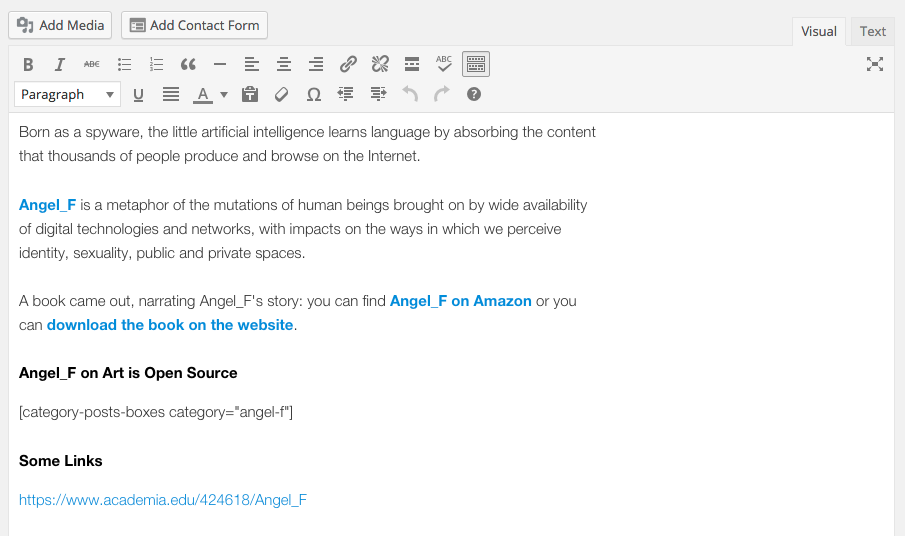 Add Media Add Contact Form
Visual Text
B I ABC ABC
Paragraph U A Ω ?
Born as a spyware, the little artificial intelligence learns language by absorbing the content
that thousands of people produce and browse on the Internet.
Angel_F is a metaphor of the mutations of human beings brought on by wide availability
of digital technologies and networks, with impacts on the ways in which we perceive
identity, sexuality, public and private spaces.
A book came out, narrating Angel_F's story: you can find Angel_F on Amazon or you
can download the book on the website.
Angel_F on Art is Open Source
[category-posts-boxes category="angel-f"]
Some Links
https://www.academia.edu/424618/Angel_F